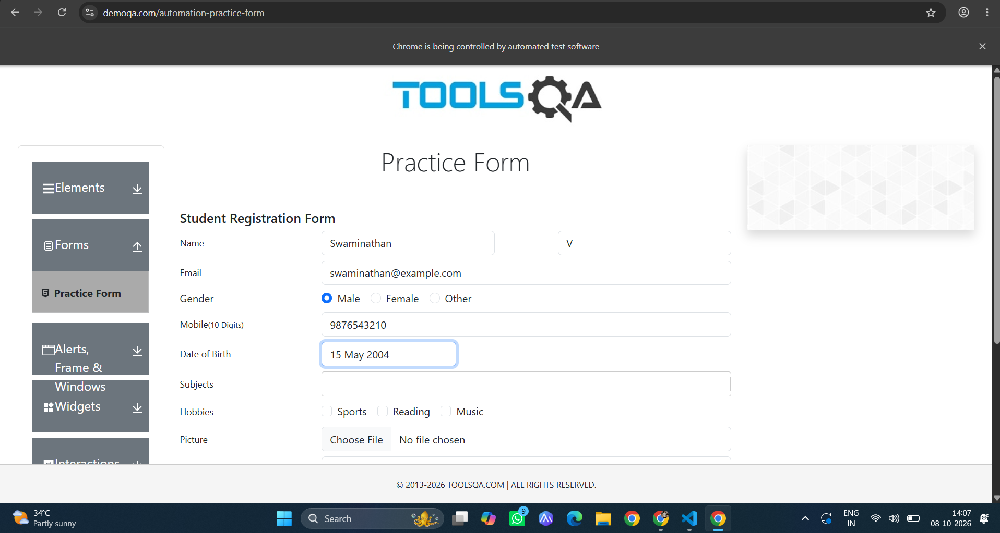 demoqa.com/automation-practice-form
Chrome is being controlled by automated test software
TOOLSQA
Practice Form
Elements
Forms
Practice Form
Alerts,
Frame &
Windows
Widgets
Interactions
Student Registration Form
Name
Swaminathan
V
Email
swaminathan@example.com
Gender
Male
Female
Other
Mobile(10 Digits)
9876543210
Date of Birth
15 May 2004
Subjects
Hobbies
Sports
Reading
Music
Picture
Choose File
No file chosen
© 2013-2026 TOOLSQA.COM | ALL RIGHTS RESERVED.
34°C
Partly sunny
Search
9
ENG
IN
14:07
08-10-2026